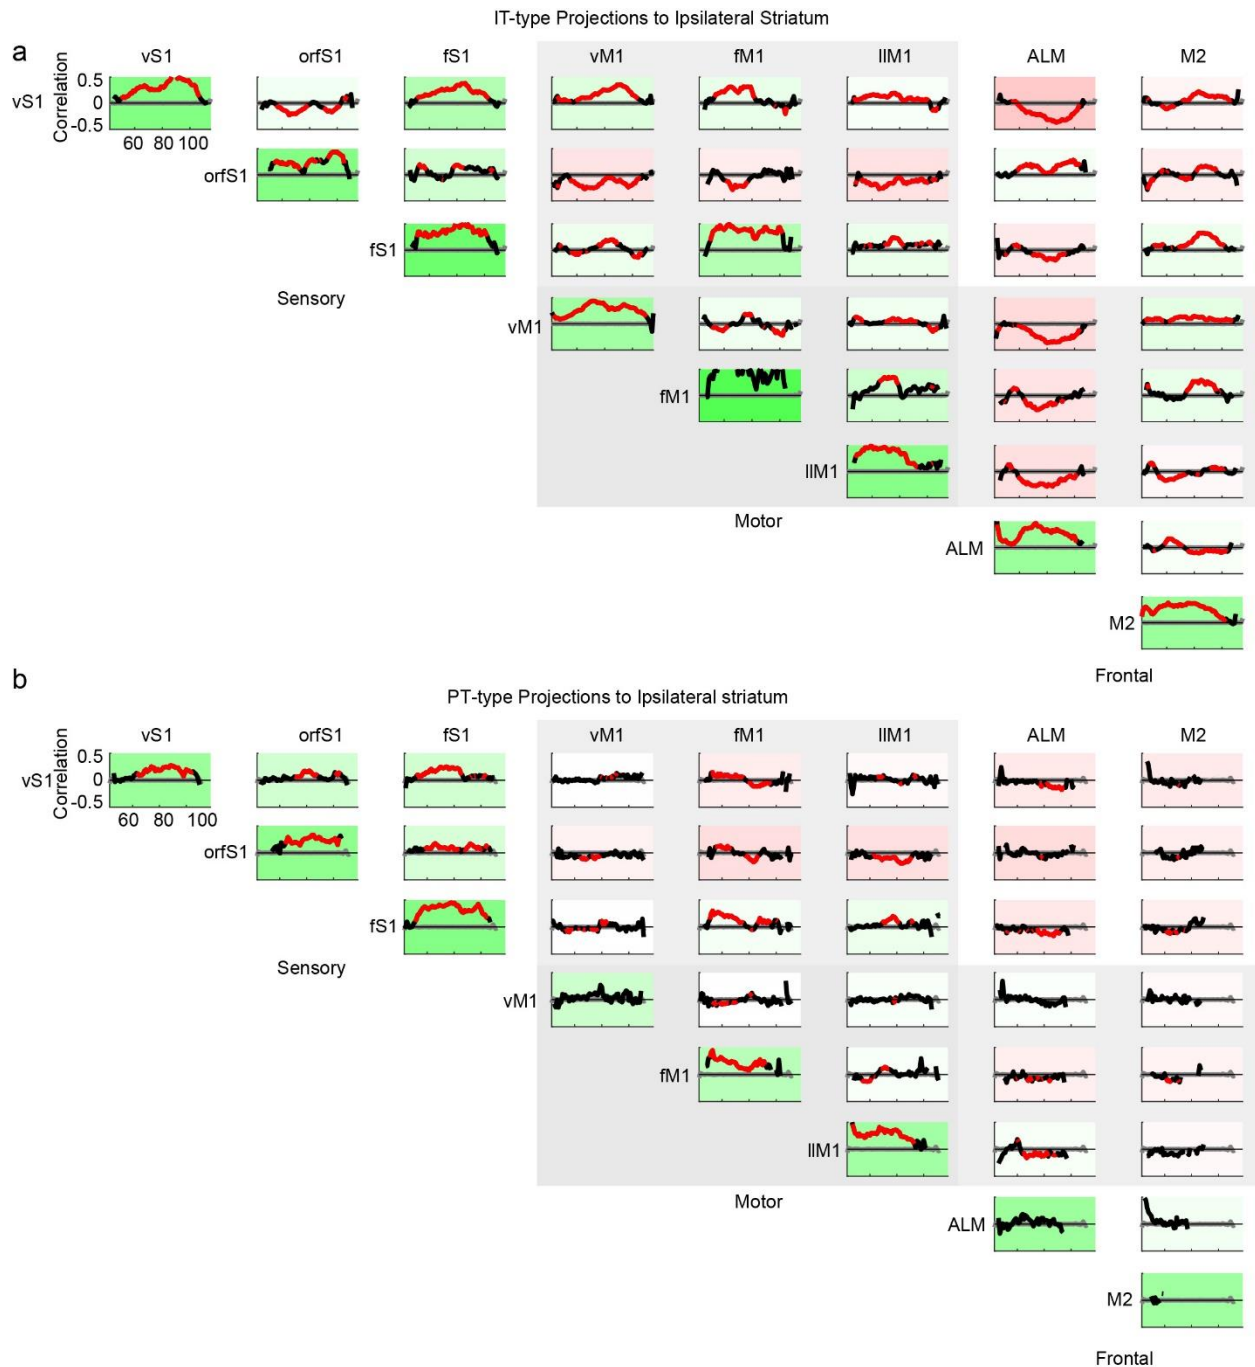 IT-type Projections to Ipsilateral Striatum
a
vS1 orfS1 fS1 vM1 fM1 llM1 ALM M2
vS1
Correlation
0.5
0
-0.5
60 80 100
orfS1
fS1
Sensory
vM1
fM1
llM1
Motor
ALM
M2
Frontal
b
PT-type Projections to Ipsilateral striatum
vS1 orfS1 fS1 vM1 fM1 llM1 ALM M2
vS1
Correlation
0.5
0
-0.5
60 80 100
orfS1
fS1
Sensory
vM1
fM1
llM1
Motor
ALM
M2
Frontal